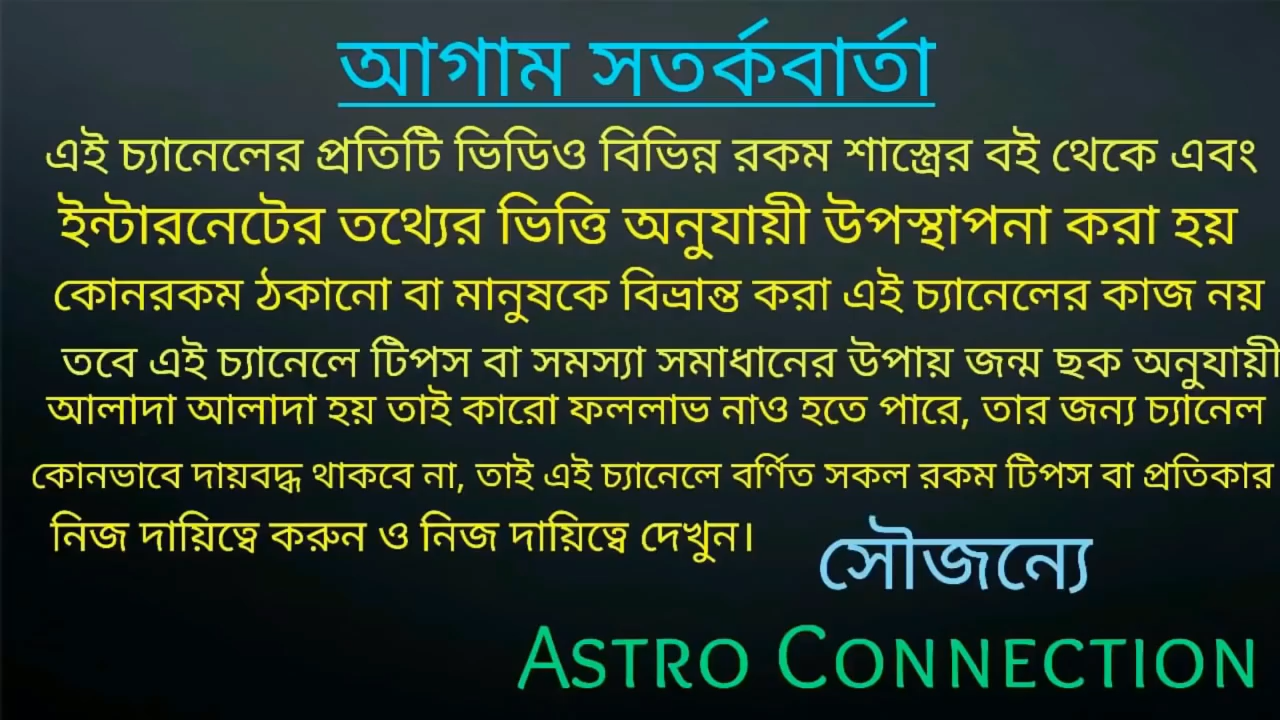 আগাম সতর্কবার্তা
এই চ্যানেলের প্রতিটি ভিডিও বিভিন্ন রকম শাস্ত্রের বই থেকে এবং
ইন্টারনেটের তথ্যের ভিত্তি অনুযায়ী উপস্থাপনা করা হয়
কোনরকম ঠকানো বা মানুষকে বিভ্রান্ত করা এই চ্যানেলের কাজ নয়
তবে এই চ্যানেলে টিপস বা সমস্যা সমাধানের উপায় জন্ম ছক অনুযায়ী
আলাদা আলাদা হয় তাই কারো ফললাভ নাও হতে পারে, তার জন্য চ্যানেল
কোনভাবে দায়বদ্ধ থাকবে না, তাই এই চ্যানেলে বর্ণিত সকল রকম টিপস বা প্রতিকার
নিজ দায়িত্বে করুন ও নিজ দায়িত্বে দেখুন।
সৌজন্যে
ASTRO CONNECTION